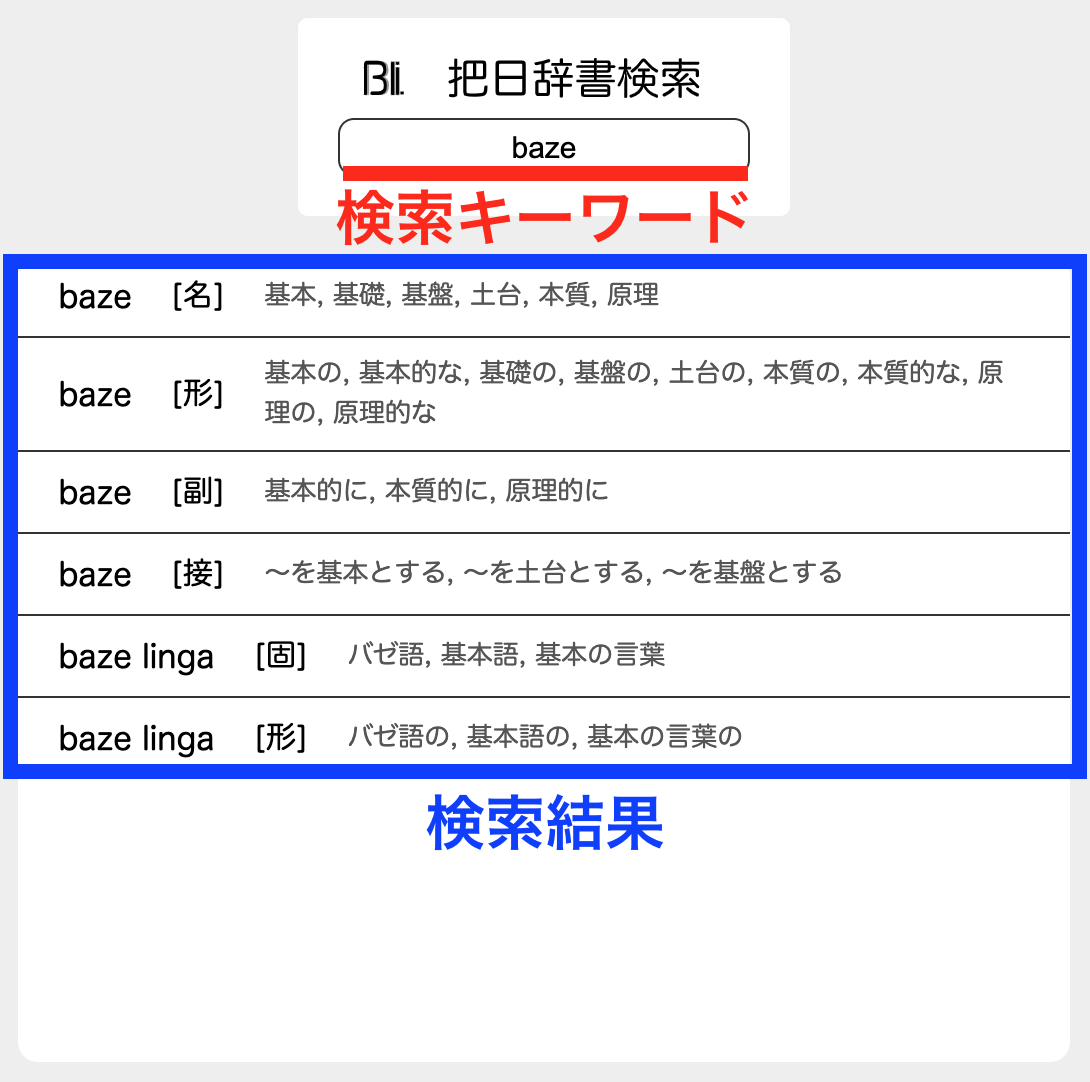 Bli. 把日辞書検索
baze
検索キーワード
baze [名] 基本, 基礎, 基盤, 土台, 本質, 原理
baze [形] 基本の, 基本的な, 基礎の, 基盤の, 土台の, 本質の, 本質的な, 原
理の, 原理的な
baze [副] 基本的に, 本質的に, 原理的に
baze [接] 〜を基本とする, 〜を土台とする, 〜を基盤とする
baze linga [固] バゼ語, 基本語, 基本の言葉
baze linga [形] バゼ語の, 基本語の, 基本の言葉の
検索結果